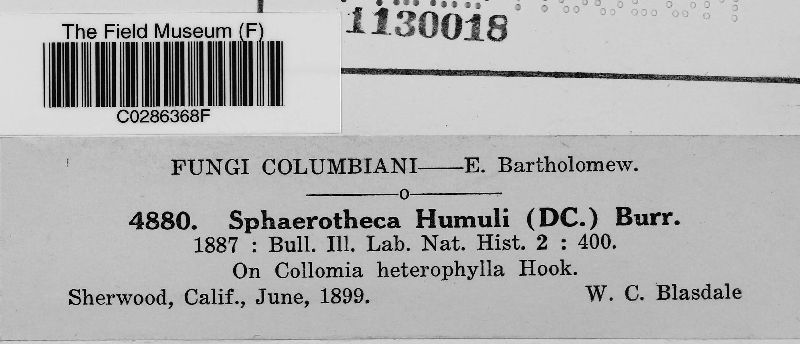 1130018
The Field Museum (F)
C0286368F
FUNGI COLUMBIANI——E. Bartholomew.
4880. Sphaerotheca Humuli (DC.) Burr.
1887 : Bull. Ill. Lab. Nat. Hist. 2 : 400.
On Collomia heterophylla Hook.
Sherwood, Calif., June, 1899. W. C. Blasdale